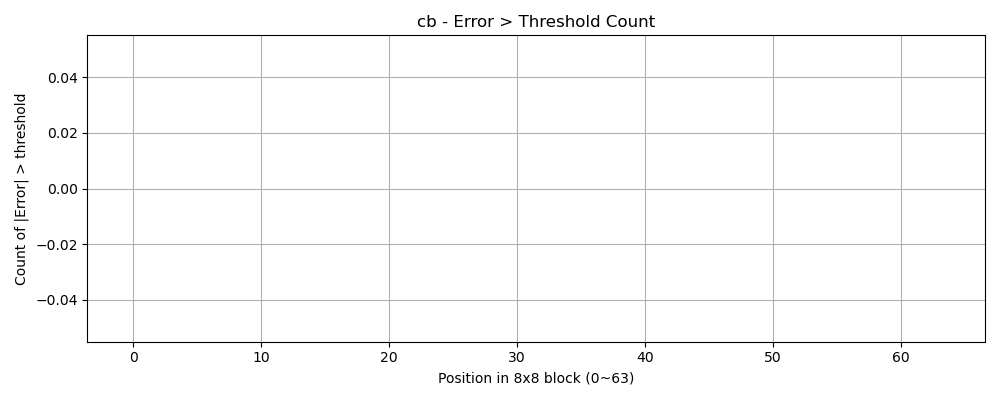 cb - Error > Threshold Count
Count of |Error| > threshold
0.04
0.02
0.00
−0.02
−0.04
0 10 20 30 40 50 60
Position in 8x8 block (0~63)